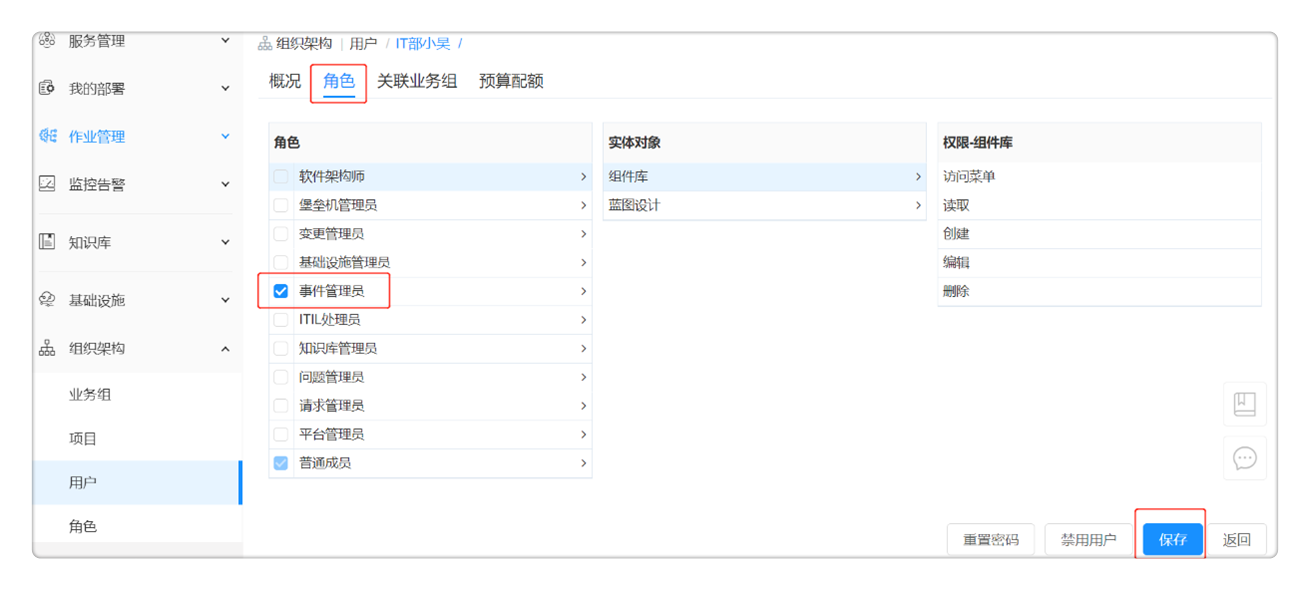 服务管理
我的部署
作业管理
监控告警
知识库
基础设施
组织架构
业务组
项目
用户
角色
组织架构 | 用户 / IT部小吴 /
概况 角色 关联业务组 预算配额
角色 实体对象 权限-组件库
软件架构师 组件库 访问菜单
堡垒机管理员 蓝图设计 读取
变更管理员 创建
基础设施管理员 编辑
事件管理员 删除
ITIL处理员
知识库管理员
问题管理员
请求管理员
平台管理员
普通成员
重置密码 禁用用户 保存 返回